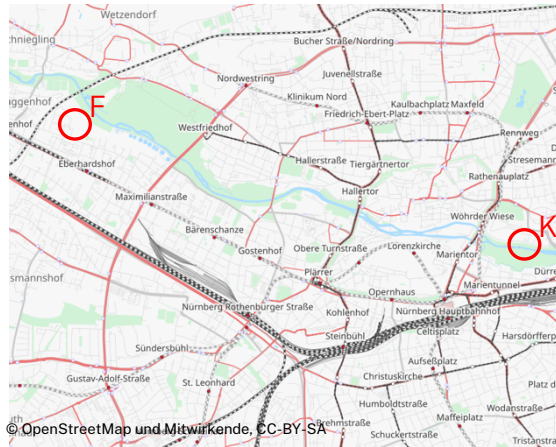 Wetzendorf
Schniegling
Bucher Straße/Nordring
Juvenellstraße
Nordwestring
Klinikum Nord
Kaulbachplatz
Maxfeld
F
Friedrich-Ebert-Platz
Westfriedhof
Rennweg
Eberhardshof
Hallerstraße
Tiergärtnertor
Rathenauplatz
Maximilianstraße
Hallertor
Wöhrder Wiese
K
Bärenschanze
Gostenhof
Obere Turnstraße
Lorenzkirche
Marientor
Plärrer
Marientunnel
Opernhaus
Nürnberg Rothenburger Straße
Kohlenhof
Nürnberg Hauptbahnhof
Celtisplatz
Steinbühl
Sündersbühl
Aufseßplatz
Gustav-Adolf-Straße
St. Leonhard
Christuskirche
Humboldtstraße
Wodanstraße
Maffeiplatz
Schuckertstraße
© OpenStreetMap und Mitwirkende, CC-BY-SA